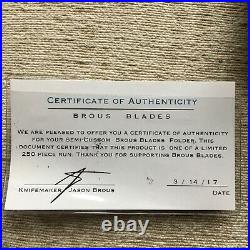 CERTIFICATE OF AUTHENTICITY
BROUS BLADES
WE ARE PLEASED TO OFFER YOU A CERTIFICATE OF AUTHENTICITY
FOR YOUR SEMI-CUSTOM BROUS BLADES FOLDER. THIS
DOCUMENT CERTIFIES THAT THIS PRODUCT IS ONE OF A LIMITED
250 PIECE RUN. THANK YOU FOR SUPPORTING BROUS BLADES.
3/14/17
KNIFEMAKER JASON BROUS DATE